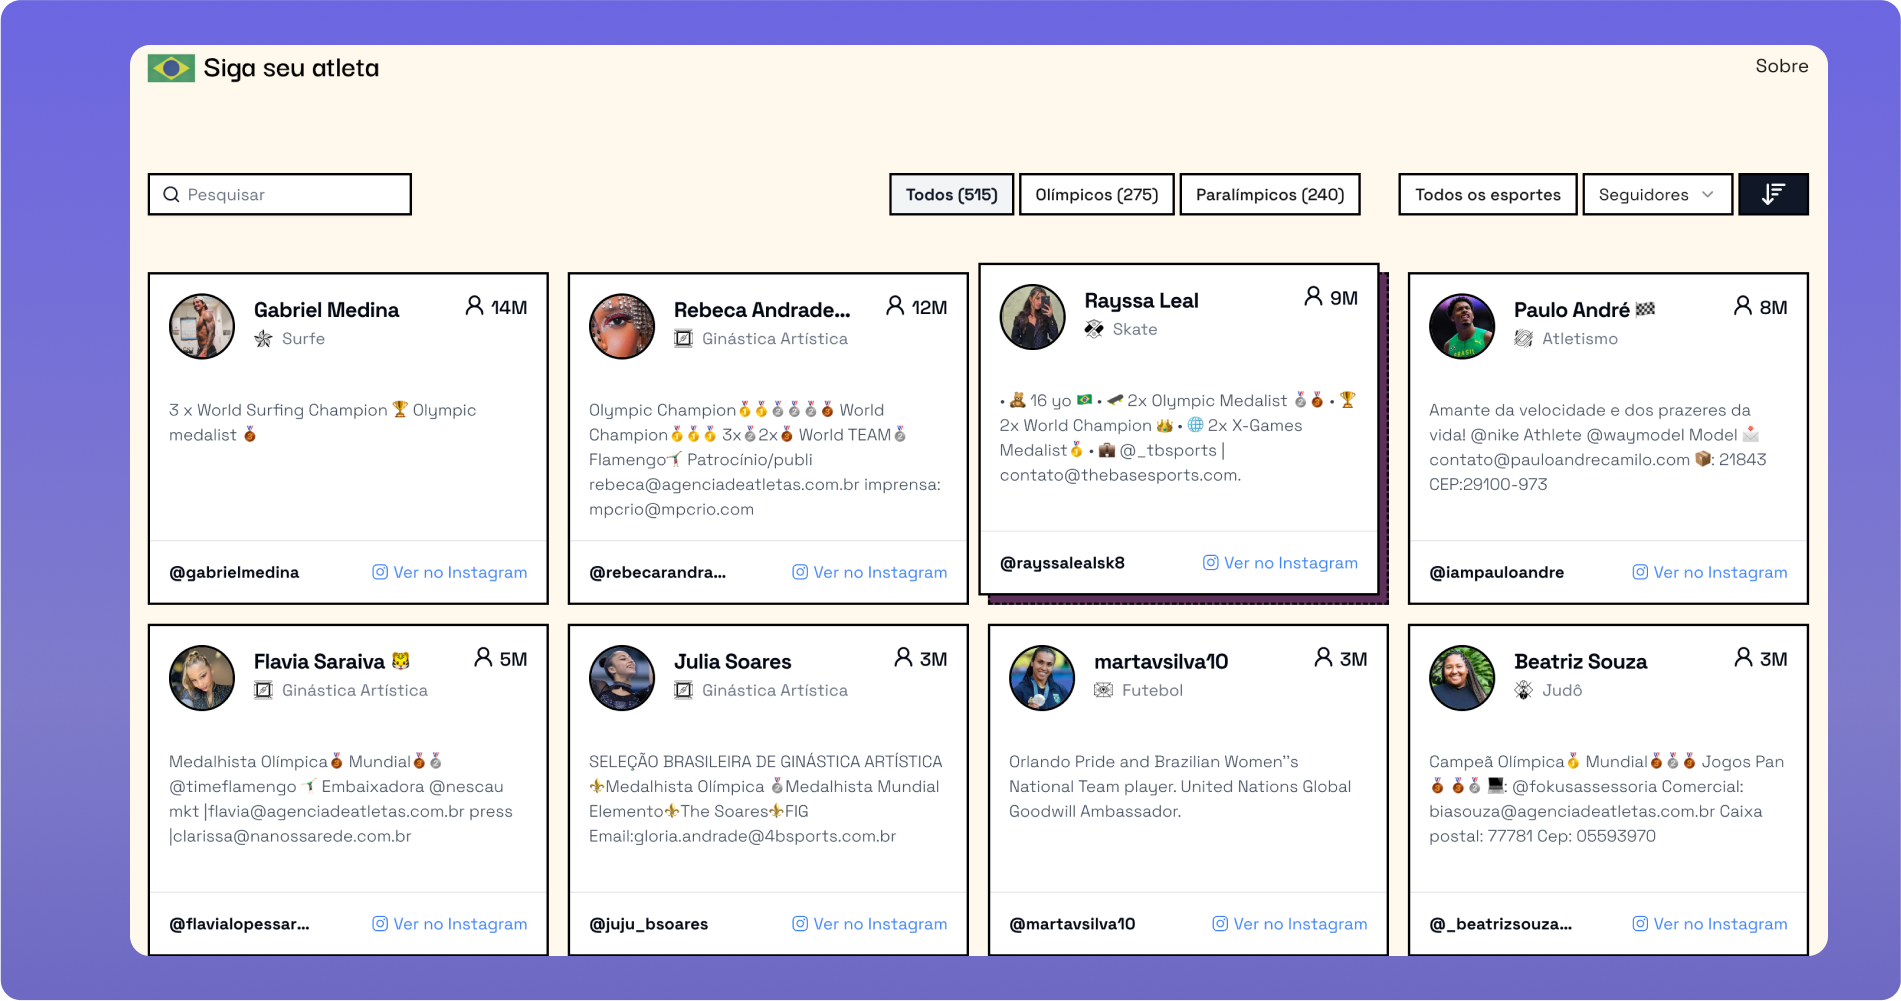 Siga seu atleta
Sobre
Pesquisar
Todos (515)
Olímpicos (275)
Paralímpicos (240)
Todos os esportes
Seguidores
Gabriel Medina
14M
Surfe
3 x World Surfing Champion 🏆 Olympic
medalist 🥉
@gabrielmedina
Ver no Instagram
Rebeca Andrade...
12M
Ginástica Artística
Olympic Champion🥇🥇🥈🥈🥈🥉 World
Champion🥇🥇🥇 3x🥈2x🥉 World TEAM🥈
Flamengo🤸 Patrocínio/publi
rebeca@agenciadeatletas.com.br imprensa:
mpcrio@mpcrio.com
@rebecarandra...
Ver no Instagram
Rayssa Leal
9M
Skate
• 🧸 16 yo 🇧🇷 • 🛹 2x Olympic Medalist 🥈🥉 • 🏆
2x World Champion 👑 • 🌐 2x X-Games
Medalist🥇 • 💼 @_tbsports |
contato@thebasesports.com.
@rayssalealsk8
Ver no Instagram
Paulo André 🏁
8M
Atletismo
Amante da velocidade e dos prazeres da
vida! @nike Athlete @waymodel Model 📩
contato@pauloandrecamilo.com 📦: 21843
CEP:29100-973
@iampauloandre
Ver no Instagram
Flavia Saraiva 🐯
5M
Ginástica Artística
Medalhista Olímpica🥉 Mundial🥉🥈
@timeflamengo 🤸 Embaixadora @nescau
mkt |flavia@agenciadeatletas.com.br press
|clarissa@nanossarede.com.br
@flavialopessar...
Ver no Instagram
Julia Soares
3M
Ginástica Artística
SELEÇÃO BRASILEIRA DE GINÁSTICA ARTÍSTICA
⚜️Medalhista Olímpica 🥈Medalhista Mundial
Elemento⚜️The Soares⚜️FIG
Email:gloria.andrade@4bsports.com.br
@juju_bsoares
Ver no Instagram
martavsilva10
3M
Futebol
Orlando Pride and Brazilian Women''s
National Team player. United Nations Global
Goodwill Ambassador.
@martavsilva10
Ver no Instagram
Beatriz Souza
3M
Judô
Campeã Olímpica🥇 Mundial🥉🥈🥉 Jogos Pan
🥉 🥉🥈 💻: @fokusassessoria Comercial:
biasouza@agenciadeatletas.com.br Caixa
postal: 77781 Cep: 05593970
@_beatrizsouza...
Ver no Instagram